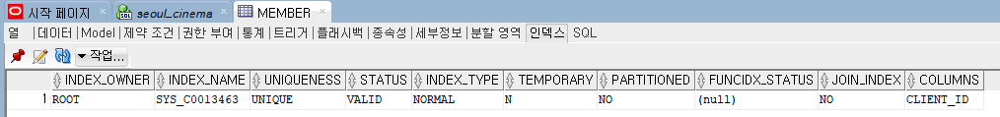 시작 페이지 seoul_cinema MEMBER
열 |데이터 |Model |제약 조건 |권한 부여 |통계 |트리거 |플래시백 |종속성 |세부정보 |분할 영역 |인덱스 |SQL
작업...
INDEX_OWNER INDEX_NAME UNIQUENESS STATUS INDEX_TYPE TEMPORARY PARTITIONED FUNCIDX_STATUS JOIN_INDEX COLUMNS
1 ROOT SYS_C0013463 UNIQUE VALID NORMAL N NO (null) NO CLIENT_ID